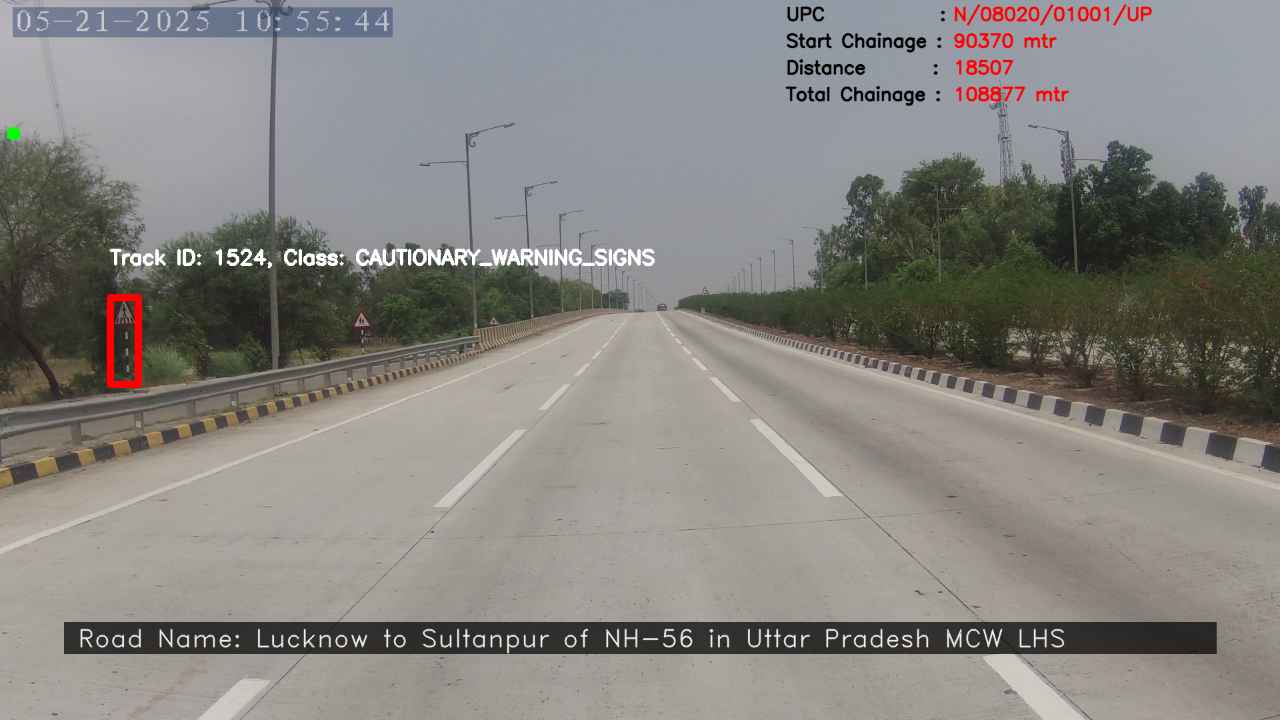 05-21-2025 10:55:44
UPC : N/08020/01001/UP
Start Chainage : 90370 mtr
Distance : 18507
Total Chainage : 108877 mtr
Track ID: 1524, Class: CAUTIONARY_WARNING_SIGNS
Road Name: Lucknow to Sultanpur of NH-56 in Uttar Pradesh MCW LHS